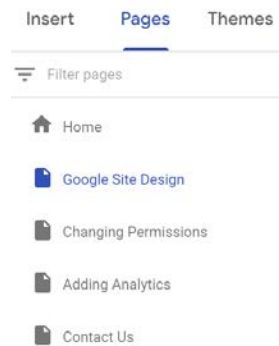 Insert Pages Themes
Filter pages
Home
Google Site Design
Changing Permissions
Adding Analytics
Contact Us